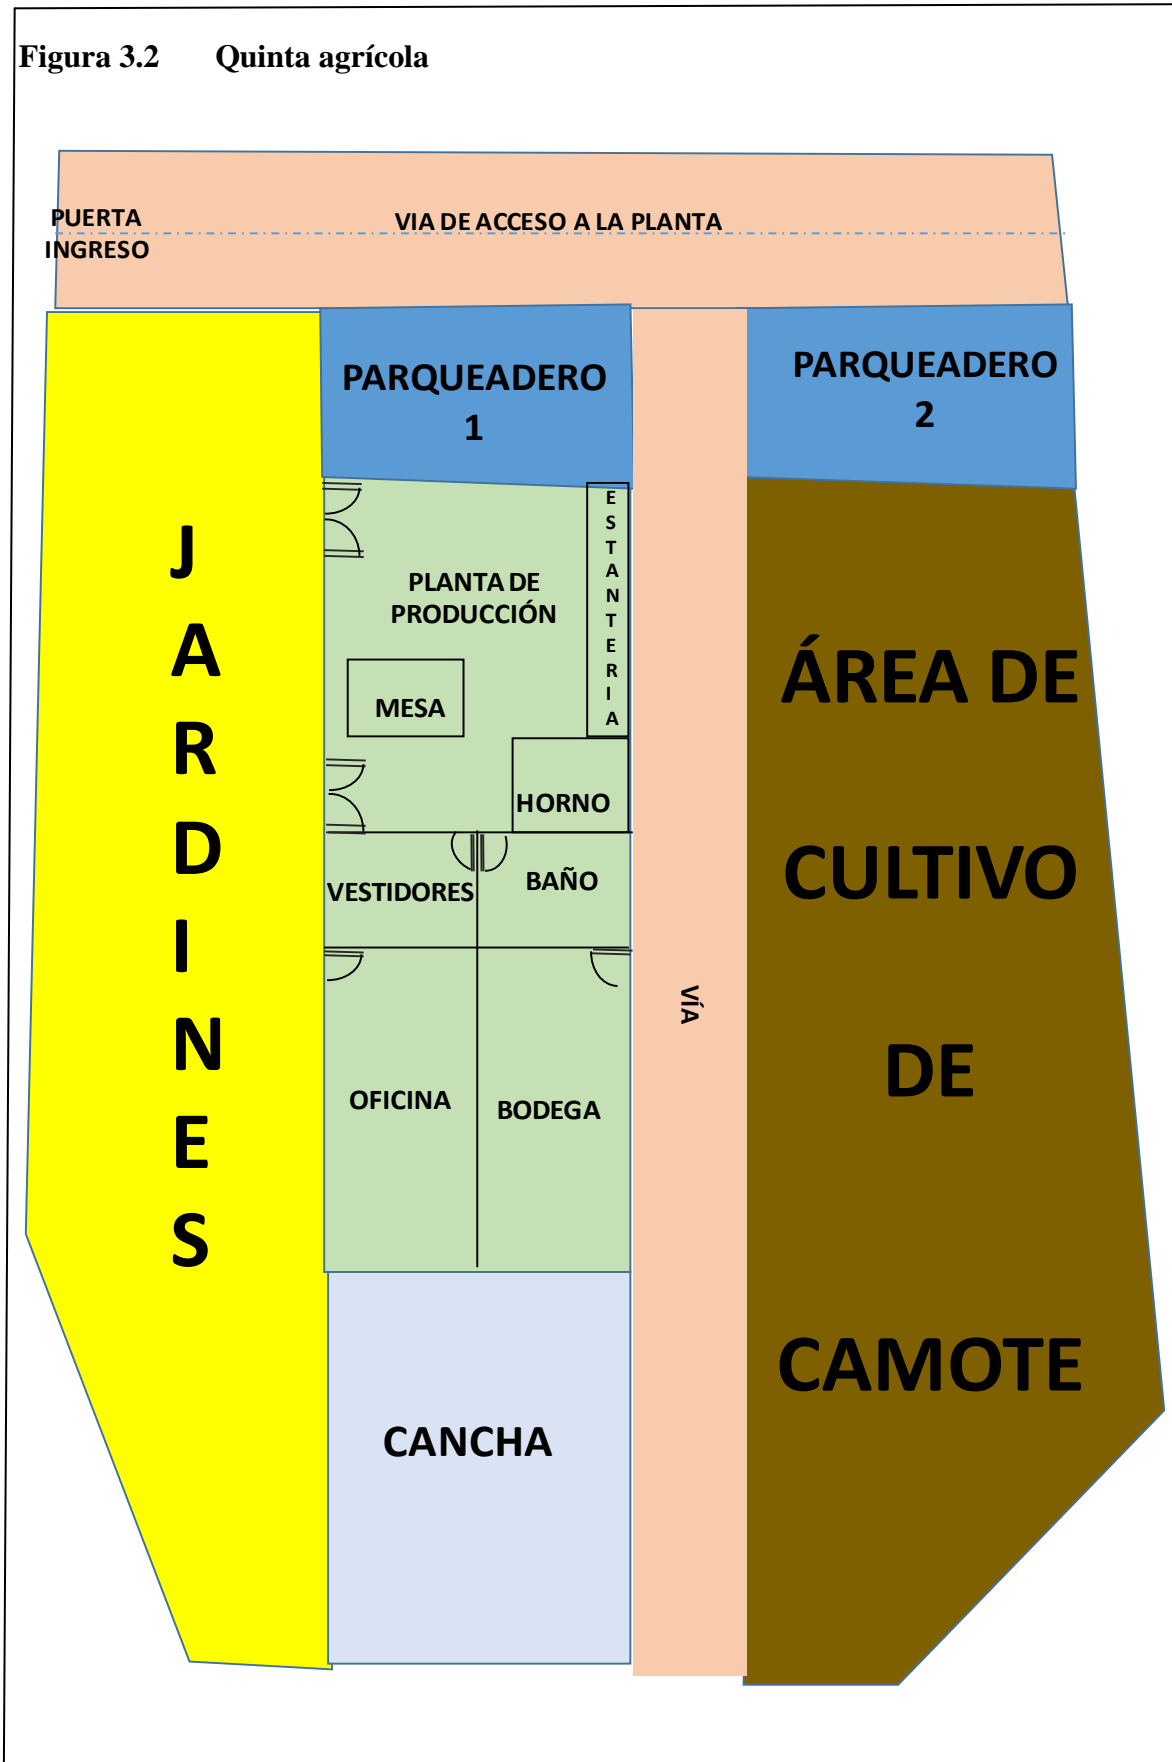 Figura 3.2 Quinta agrícola
PUERTA
INGRESO
VIA DE ACCESO A LA PLANTA
PARQUEADERO
1
PARQUEADERO
2
JARDINES
ESTANTERIA
PLANTA DE
PRODUCCIÓN
MESA
HORNO
VESTIDORES
BAÑO
OFICINA
BODEGA
CANCHA
VÍA
ÁREA DE
CULTIVO
DE
CAMOTE